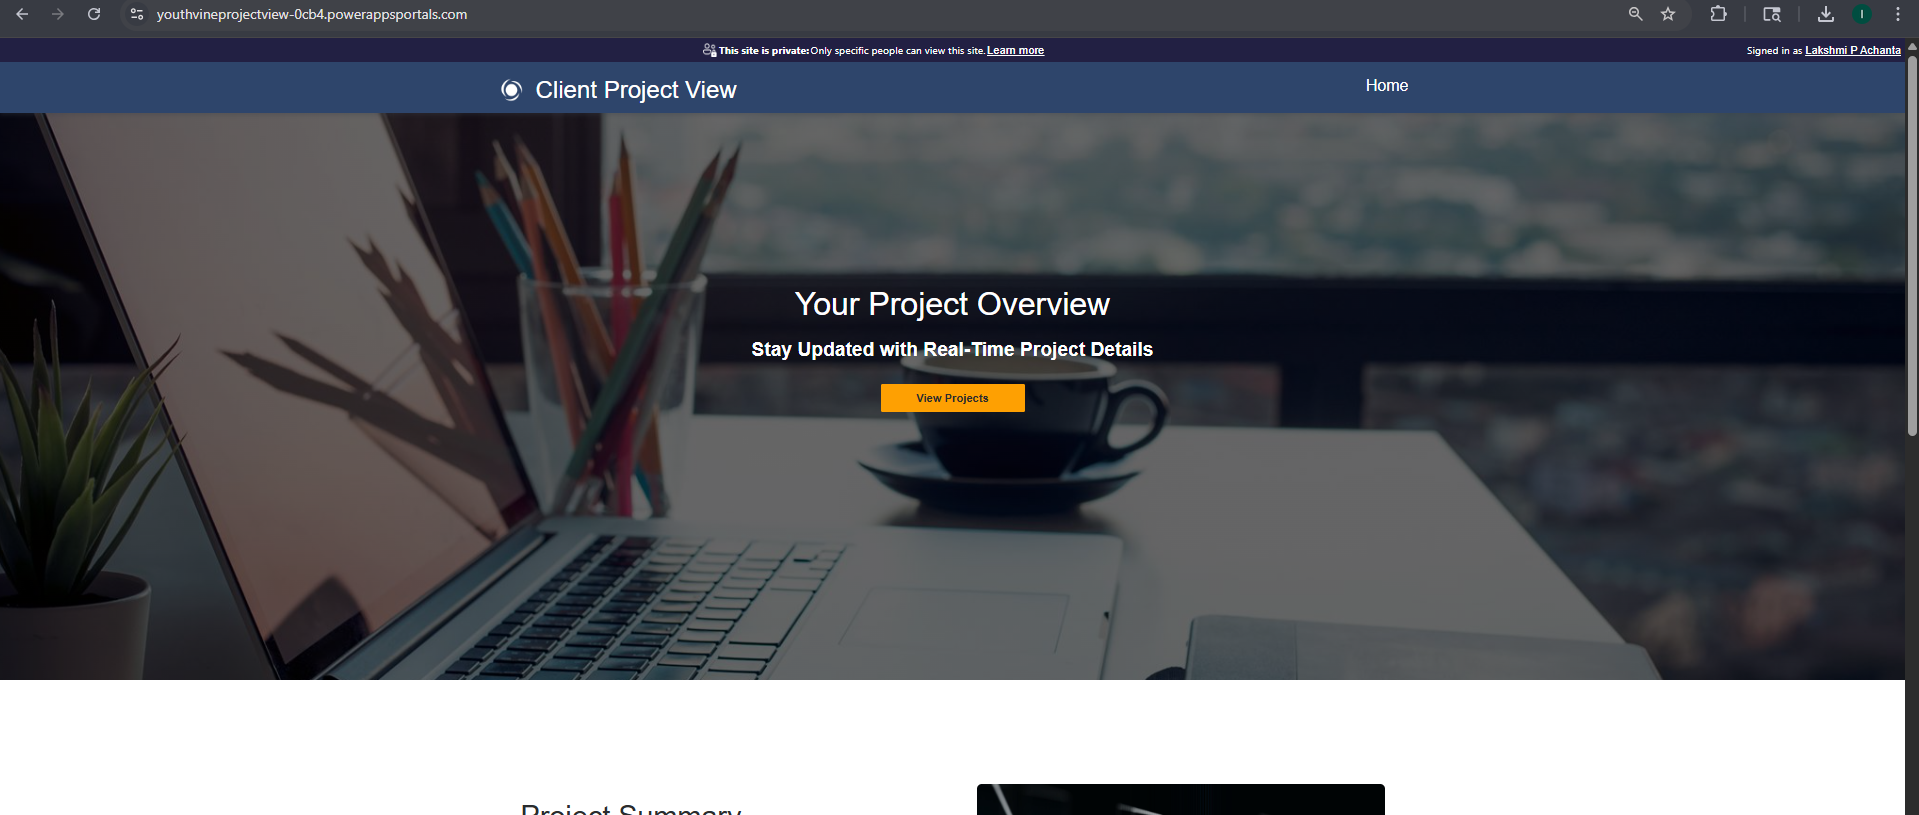 youthvineprojectview-0cb4.powerappsportals.com
I
This site is private: Only specific people can view this site. Learn more
Signed in as Lakshmi P Achanta
Client Project View
Home
Your Project Overview
Stay Updated with Real-Time Project Details
View Projects
Project Summary